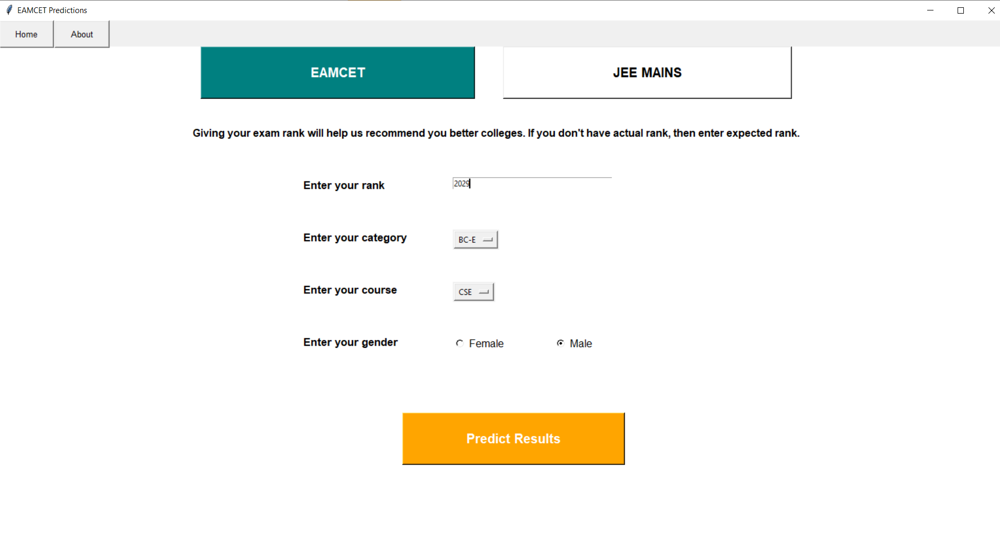 EAMCET Predictions
Home About
EAMCET JEE MAINS
Giving your exam rank will help us recommend you better colleges. If you don't have actual rank, then enter expected rank.
Enter your rank 2029
Enter your category BC-E
Enter your course CSE
Enter your gender Female Male
Predict Results